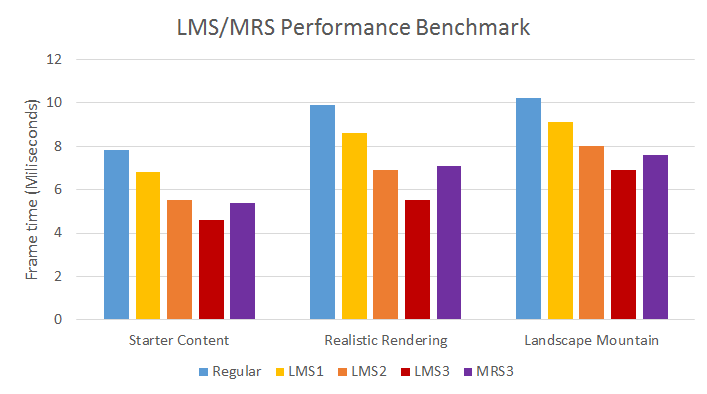 LMS/MRS Performance Benchmark
Frame time (Milliseconds)
12
10
8
6
4
2
0
Starter Content Realistic Rendering Landscape Mountain
Regular LMS1 LMS2 LMS3 MRS3